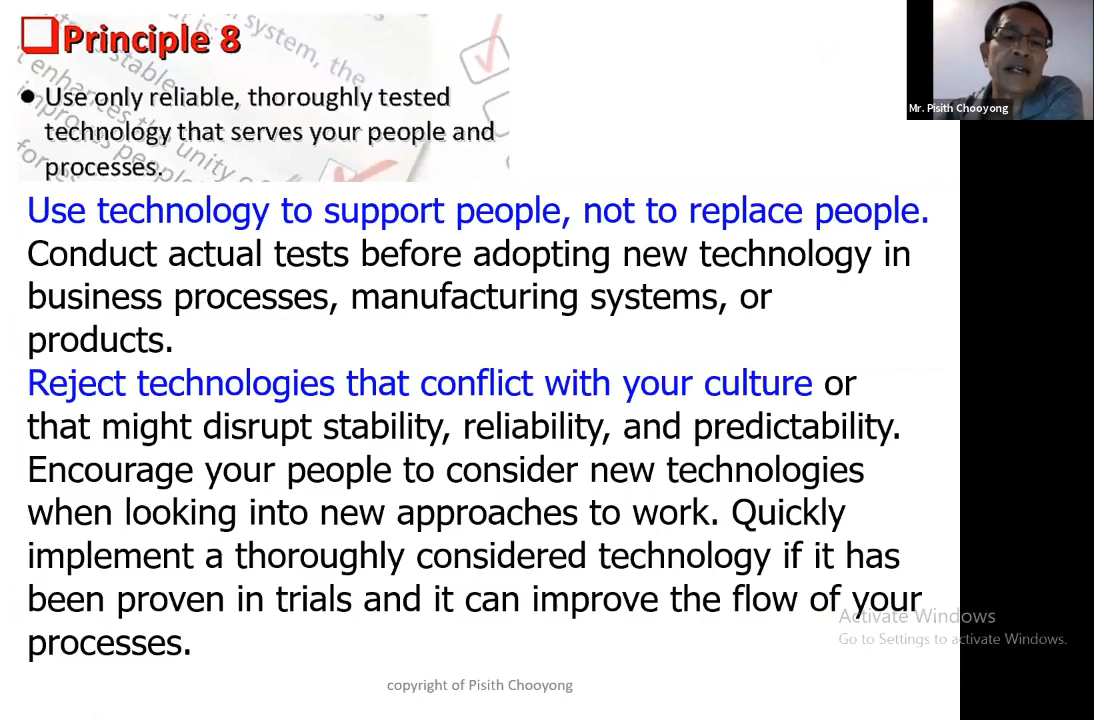 Principle 8
Use only reliable, thoroughly tested
technology that serves your people and
processes.
Mr. Pisith Chooyong
Use technology to support people, not to replace people.
Conduct actual tests before adopting new technology in
business processes, manufacturing systems, or
products.
Reject technologies that conflict with your culture or
that might disrupt stability, reliability, and predictability.
Encourage your people to consider new technologies
when looking into new approaches to work. Quickly
implement a thoroughly considered technology if it has
been proven in trials and it can improve the flow of your
processes.
Activate Windows
Go to Settings to activate Windows.
copyright of Pisith Chooyong